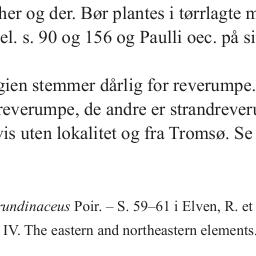 her og der. Bør plantes i tørrlagte m
el. s. 90 og 156 og Paulli oec. på si
gien stemmer dårlig for reverumpe.
reverumpe, de andre er strandreveru
vis uten lokalitet og fra Tromsø. Se
rundinaceus Poir. – S. 59–61 i Elven, R. et
IV. The eastern and northeastern elements.